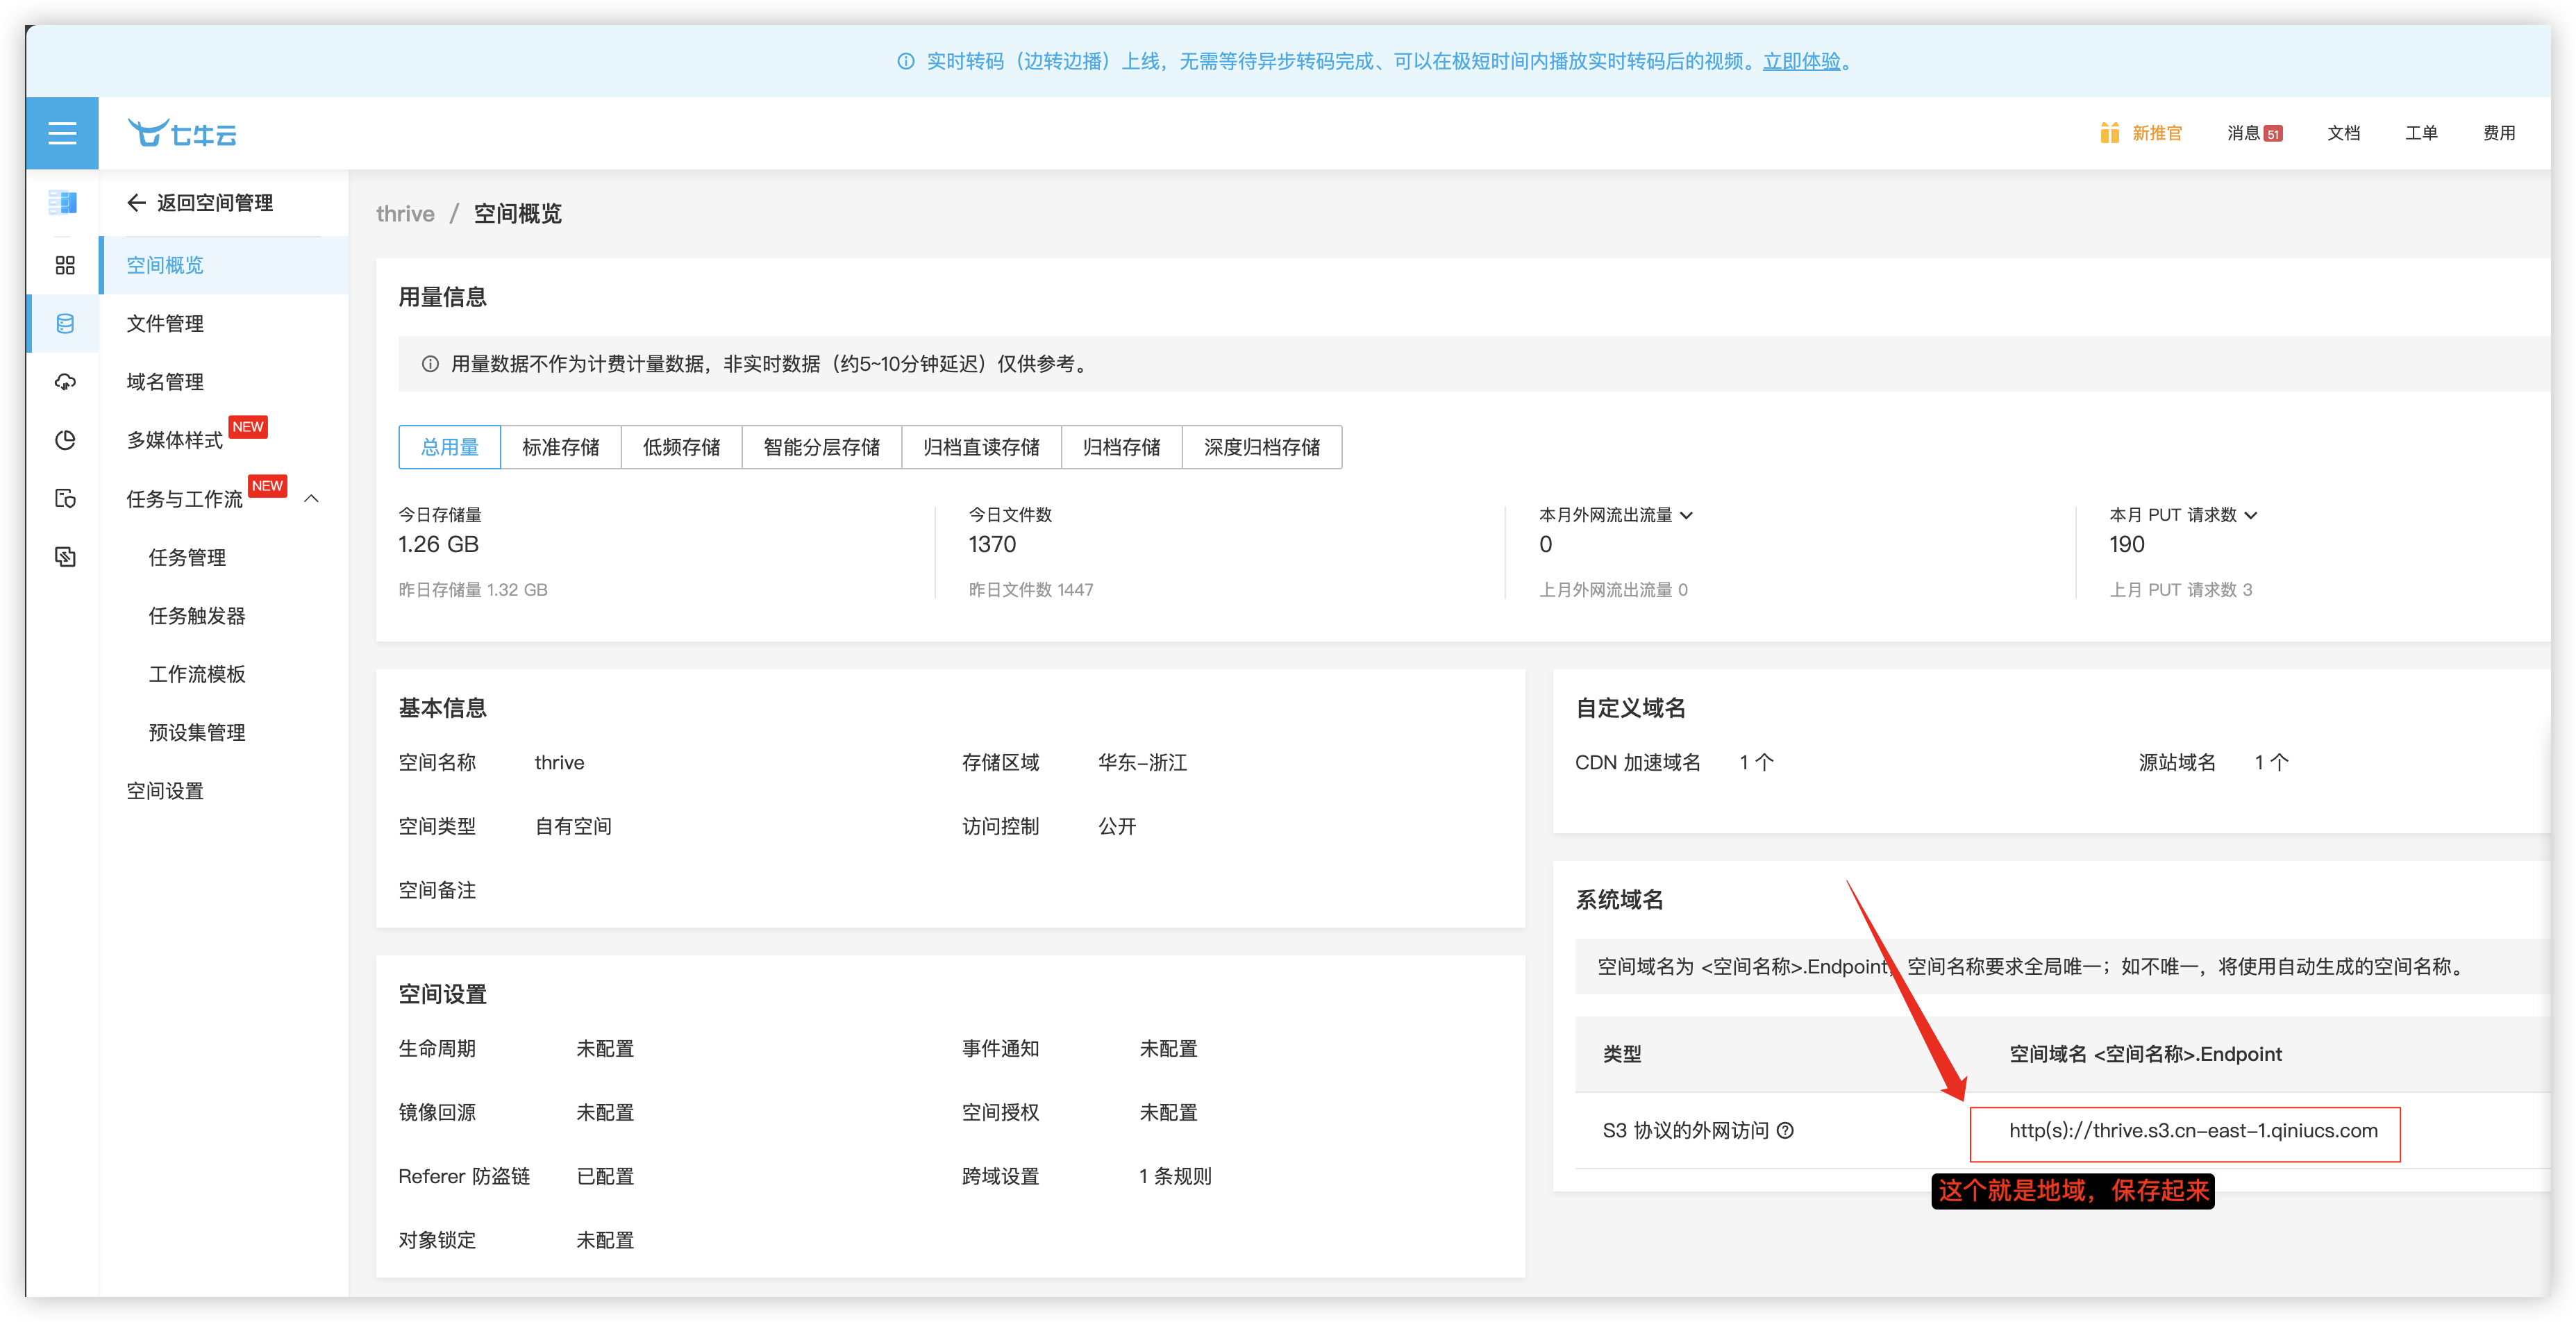 实时转码（边转边播）上线，无需等待异步转码完成、可以在极短时间内播放实时转码后的视频。立即体验。
七牛云
新推官 消息 51 文档 工单 费用
返回空间管理
空间概览
文件管理
域名管理
多媒体样式 NEW
任务与工作流 NEW
任务管理
任务触发器
工作流模板
预设集管理
空间设置
thrive / 空间概览
用量信息
用量数据不作为计费计量数据，非实时数据（约5~10分钟延迟）仅供参考。
总用量 标准存储 低频存储 智能分层存储 归档直读存储 归档存储 深度归档存储
今日存储量
1.26 GB
昨日存储量 1.32 GB
今日文件数
1370
昨日文件数 1447
本月外网流出流量
0
上月外网流出流量 0
本月 PUT 请求数
190
上月 PUT 请求数 3
基本信息
空间名称 thrive 存储区域 华东-浙江
空间类型 自有空间 访问控制 公开
空间备注
空间设置
生命周期 未配置 事件通知 未配置
镜像回源 未配置 空间授权 未配置
Referer 防盗链 已配置 跨域设置 1 条规则
对象锁定 未配置
自定义域名
CDN 加速域名 1 个 源站域名 1 个
系统域名
空间域名为 <空间名称>.Endpoint，空间名称要求全局唯一；如不唯一，将使用自动生成的空间名称。
类型 空间域名 <空间名称>.Endpoint
S3 协议的外网访问 http(s)://thrive.s3.cn-east-1.qiniucs.com
这个就是地域，保存起来